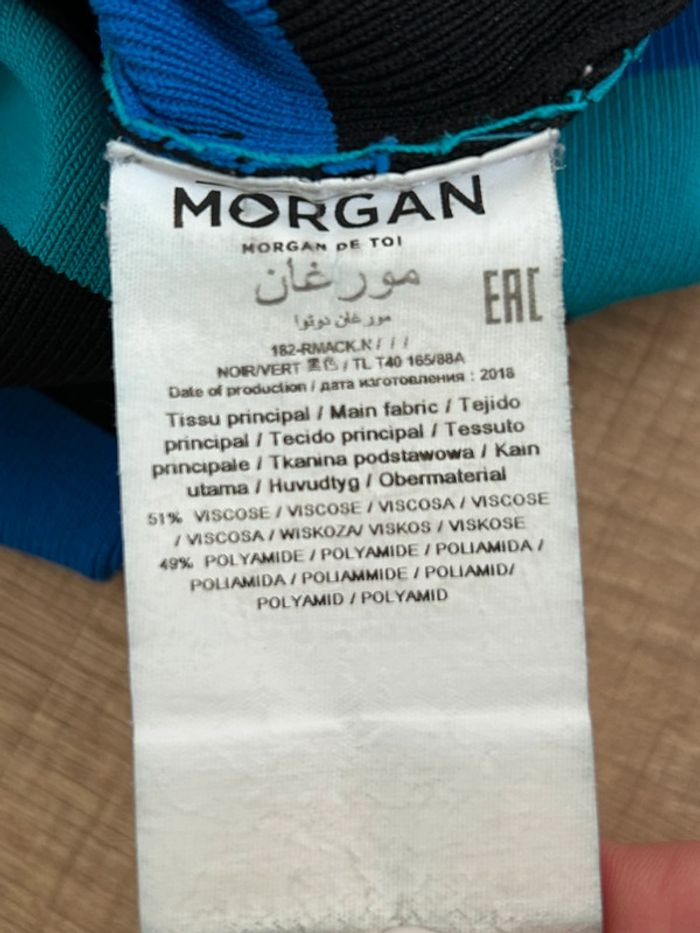 MORGAN
MORGAN DE TOI
مورغان
EAC
مورغان دوتوا
182-RMACK.N / / /
NOIR/VERT 黑色 / TL T40 165/88A
Date of production / дата изготовления : 2018
Tissu principal / Main fabric / Tejido
principal / Tecido principal / Tessuto
principale / Tkanina podstawowa / Kain
utama / Huvudtyg / Obermaterial
51% VISCOSE / VISCOSE / VISCOSA / VISCOSE
/ VISCOSA / WISKOZA/ VISKOS / VISKOSE
49% POLYAMIDE / POLYAMIDE / POLIAMIDA /
POLIAMIDA / POLIAMMIDE / POLIAMID/
POLYAMID / POLYAMID